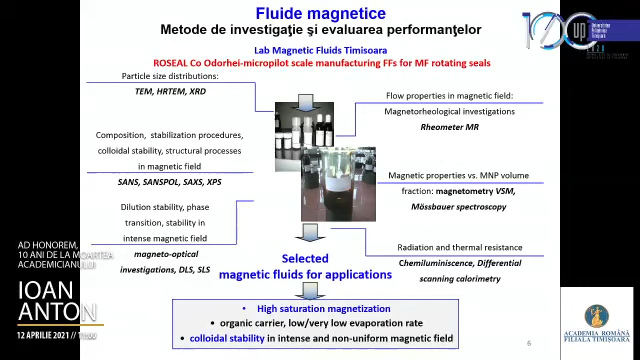 Fluide magnetice
Metode de investigaţie şi evaluarea performanţelor
Lab Magnetic Fluids Timisoara
ROSEAL Co Odorhei-micropilot scale manufacturing FFs for MF rotating seals
Particle size distributions:
TEM, HRTEM, XRD
Composition, stabilization procedures,
colloidal stability, structural processes
in magnetic field
SANS, SANSPOL, SAXS, XPS
Dilution stability, phase
transition, stability in
intense magnetic field
magneto-optical
investigations, DLS, SLS
Flow properties in magnetic field:
Magnetorheological investigations
Rheometer MR
Magnetic properties vs. MNP volume
fraction: magnetometry VSM,
Mössbauer spectroscopy
Radiation and thermal resistance
Chemiluminiscence, Differential
scanning calorimetry
Selected
magnetic fluids for applications
• High saturation magnetization
• organic carrier, low/very low evaporation rate
• colloidal stability in intense and non-uniform magnetic field
6
AD HONOREM,
10 ANI DE LA MOARTEA
ACADEMICIANULUI
IOAN
ANTON
12 APRILIE 2021 // 11:00
ACADEMIA ROMÂNĂ
FILIALA TIMIȘOARA
100
UP